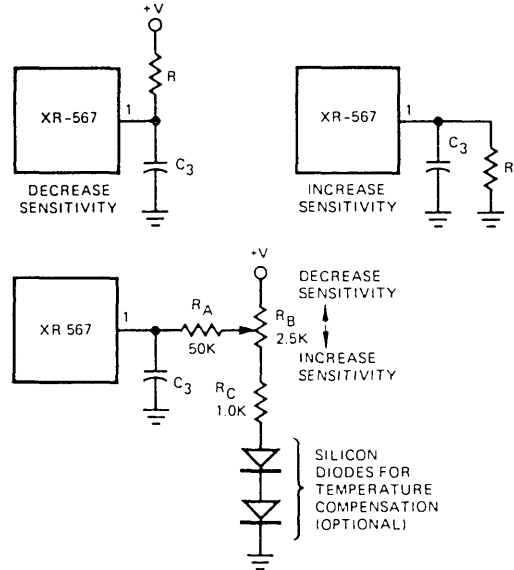 +V
R
XR-567
1
C3
DECREASE
SENSITIVITY
XR-567
1
C3
R
INCREASE
SENSITIVITY
+V
DECREASE
SENSITIVITY
XR 567
1
RA
50K
RB
2.5K
INCREASE
SENSITIVITY
C3
RC
1.0K
SILICON
DIODES FOR
TEMPERATURE
COMPENSATION
(OPTIONAL)